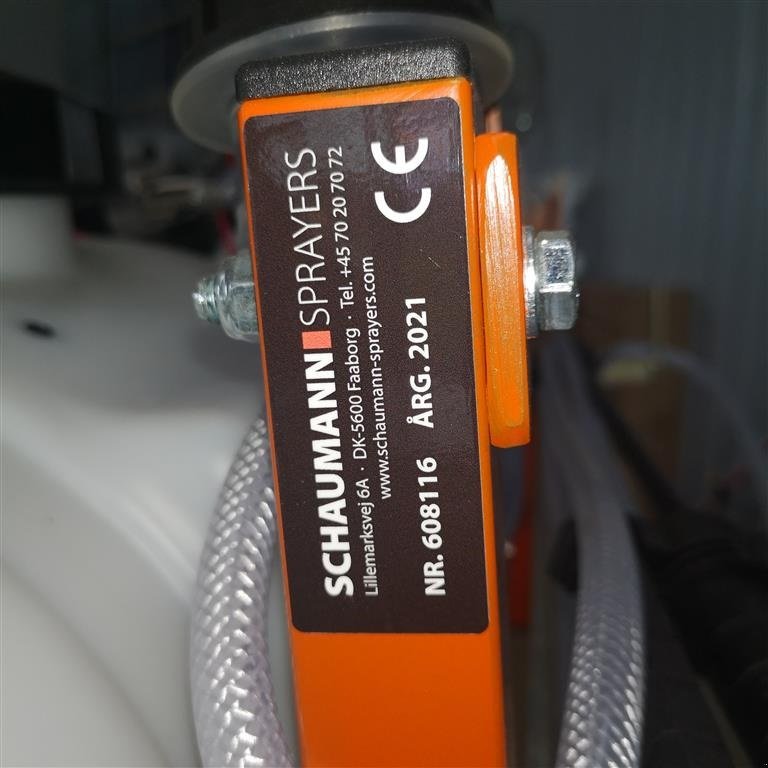 SCHAUMANN SPRAYERS
Lillemarksvej 6A · DK-5600 Faaborg · Tel. +45 70 20 70 72
www.schaumann-sprayers.com
NR. 608116 ÅRG. 2021
CE